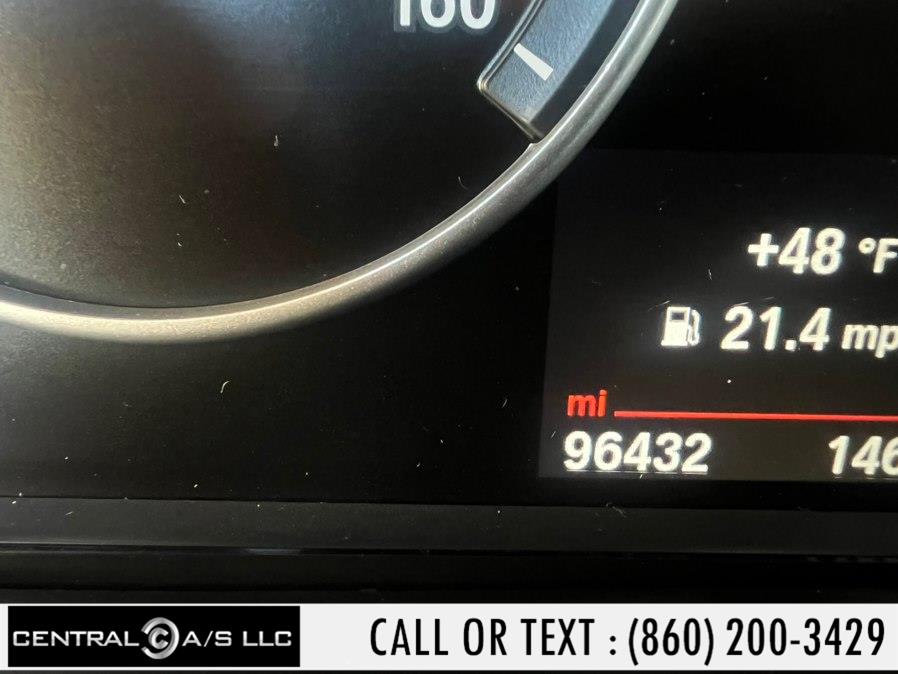 160
+48 °F
21.4 mp
mi
96432 146
CENTRAL C A/S LLC
CALL OR TEXT : (860) 200-3429